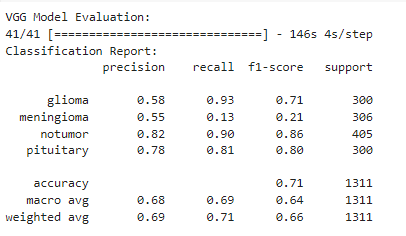 VGG Model Evaluation:
41/41 [==============================] - 146s 4s/step
Classification Report:
precision recall f1-score support
glioma 0.58 0.93 0.71 300
meningioma 0.55 0.13 0.21 306
notumor 0.82 0.90 0.86 405
pituitary 0.78 0.81 0.80 300
accuracy 0.71 1311
macro avg 0.68 0.69 0.64 1311
weighted avg 0.69 0.71 0.66 1311